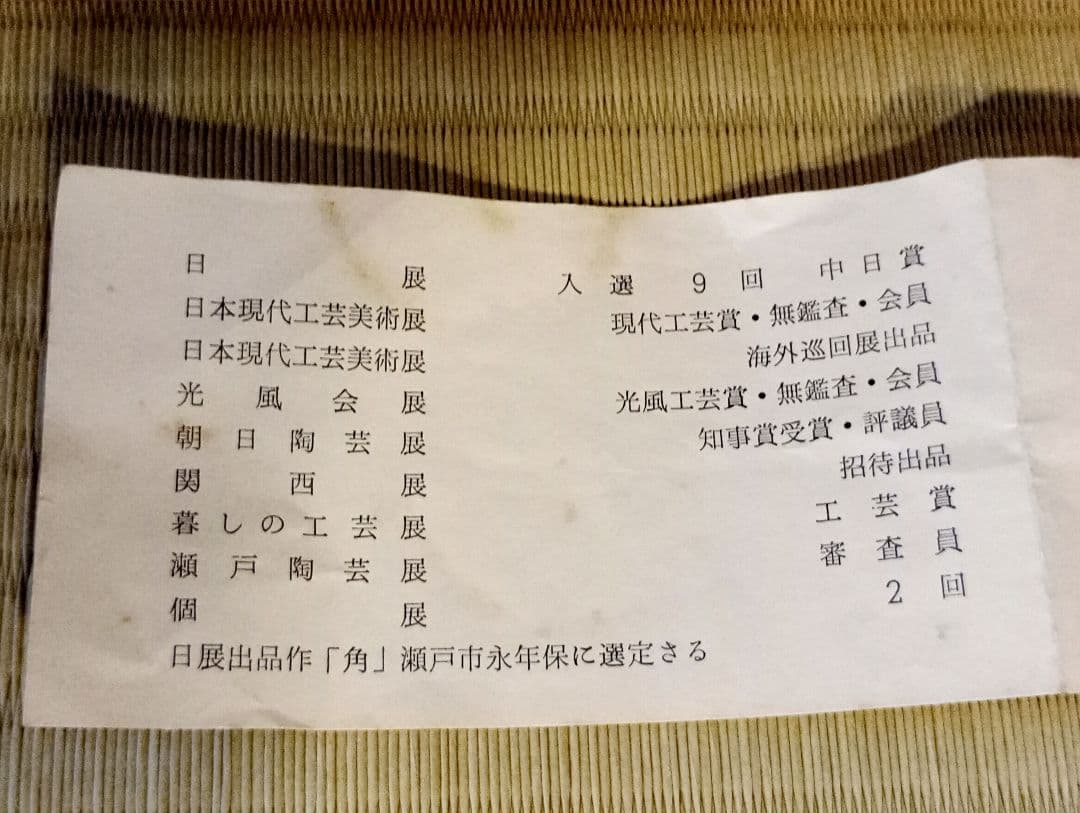 日展 入選9回 中日賞
日本現代工芸美術展 現代工芸賞・無鑑査・会員
日本現代工芸美術展 海外巡回展出品
光風会展 光風工芸賞・無鑑査・会員
朝日陶芸展 知事賞受賞・評議員
関西展 招待出品
暮しの工芸展 工芸賞
瀬戸陶芸展 審査員
個展 2回
日展出品作「角」瀬戸市永年保に選定さる